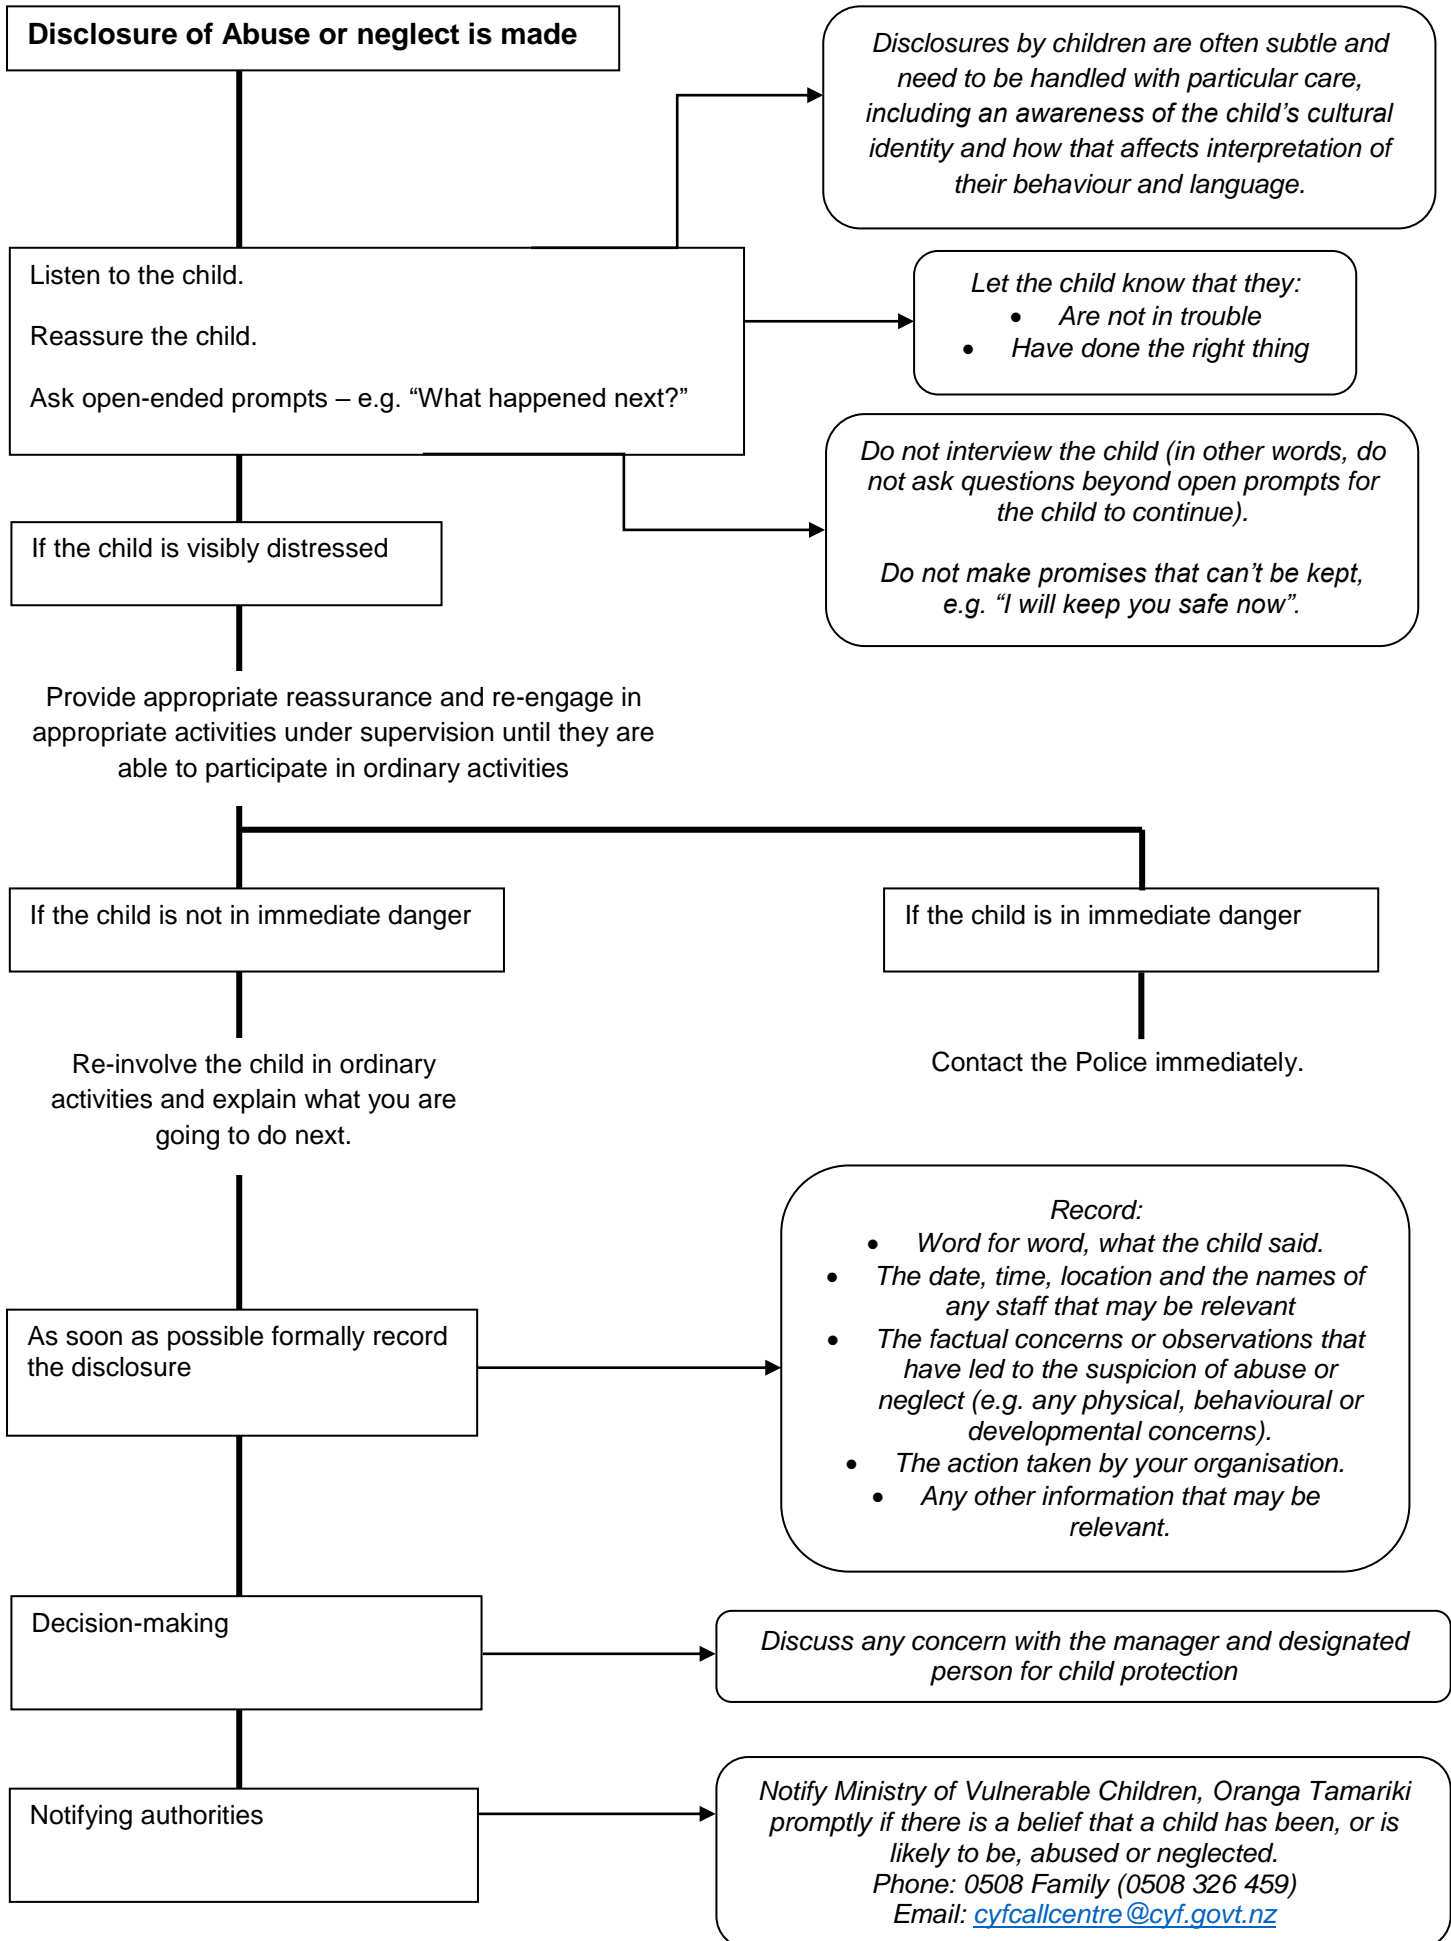 Disclosure of Abuse or neglect is made
Disclosures by children are often subtle and
need to be handled with particular care,
including an awareness of the child’s cultural
identity and how that affects interpretation of
their behaviour and language.
Listen to the child.
Reassure the child.
Ask open-ended prompts – e.g. “What happened next?”
Let the child know that they:
• Are not in trouble
• Have done the right thing
Do not interview the child (in other words, do
not ask questions beyond open prompts for
the child to continue).
Do not make promises that can’t be kept,
e.g. “I will keep you safe now”.
If the child is visibly distressed
Provide appropriate reassurance and re-engage in
appropriate activities under supervision until they are
able to participate in ordinary activities
If the child is not in immediate danger
If the child is in immediate danger
Re-involve the child in ordinary
activities and explain what you are
going to do next.
Contact the Police immediately.
As soon as possible formally record
the disclosure
Record:
• Word for word, what the child said.
• The date, time, location and the names of
any staff that may be relevant
• The factual concerns or observations that
have led to the suspicion of abuse or
neglect (e.g. any physical, behavioural or
developmental concerns).
• The action taken by your organisation.
• Any other information that may be
relevant.
Decision-making
Discuss any concern with the manager and designated
person for child protection
Notifying authorities
Notify Ministry of Vulnerable Children, Oranga Tamariki
promptly if there is a belief that a child has been, or is
likely to be, abused or neglected.
Phone: 0508 Family (0508 326 459)
Email: cyfcallcentre@cyf.govt.nz